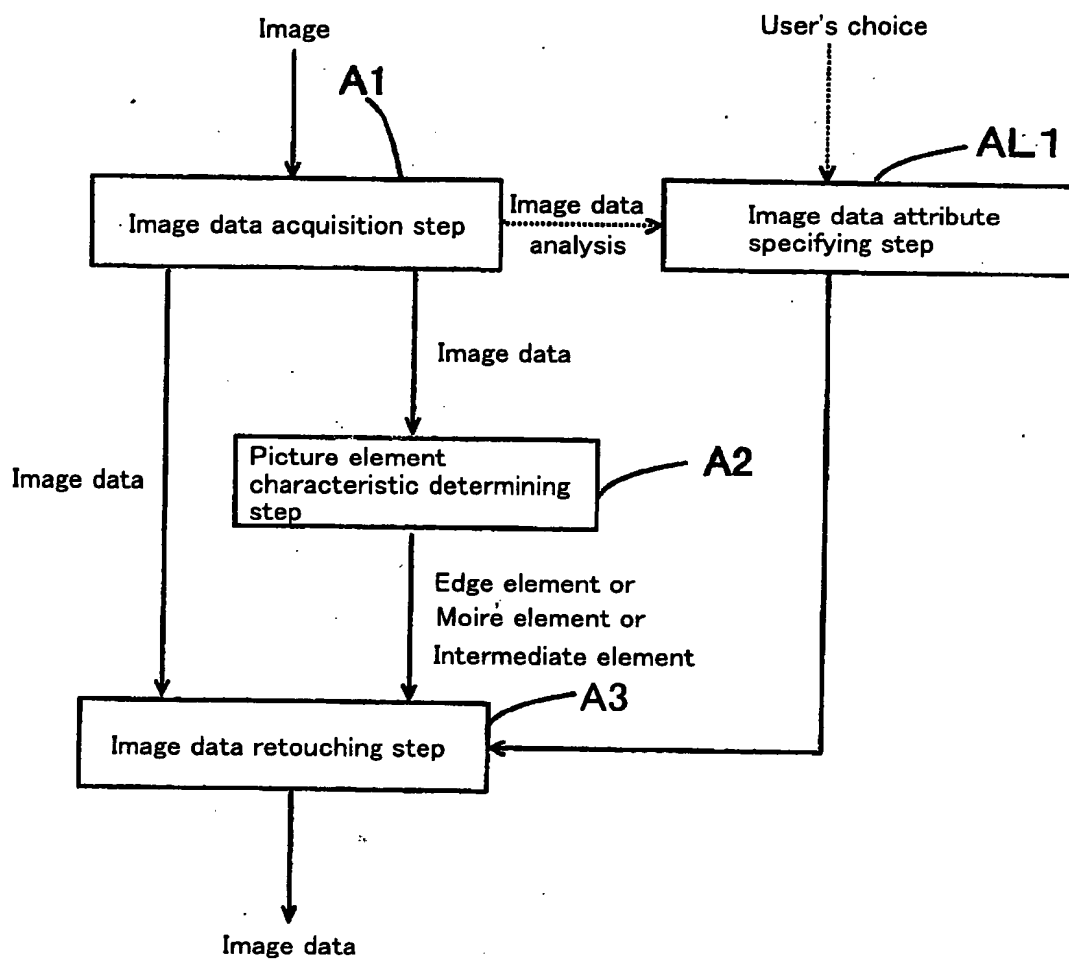 Image
User's choice
A1
AL1
Image data acquisition step
Image data
analysis
Image data attribute
specifying step
Image data
Image data
Picture element
characteristic determining
step
A2
Edge element or
Moiré element or
Intermediate element
A3
Image data retouching step
Image data